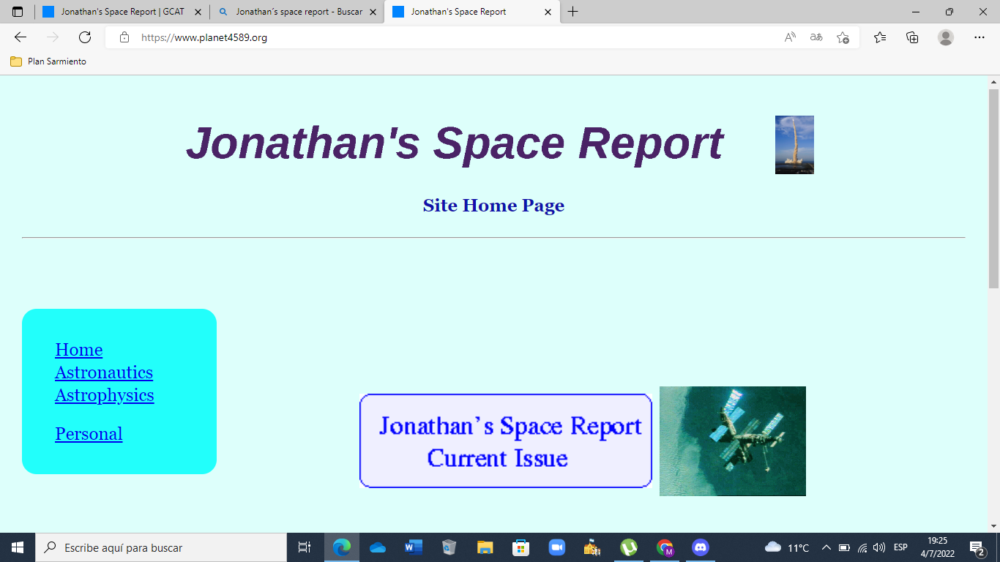 Jonathan's Space Report | GCAT
Jonathan´s space report - Buscar
Jonathan's Space Report
https://www.planet4589.org
Plan Sarmiento
Jonathan's Space Report
Site Home Page
Home
Astronautics
Astrophysics
Personal
Jonathan's Space Report
Current Issue
Escribe aquí para buscar
11°C
ESP
19:25
4/7/2022
2